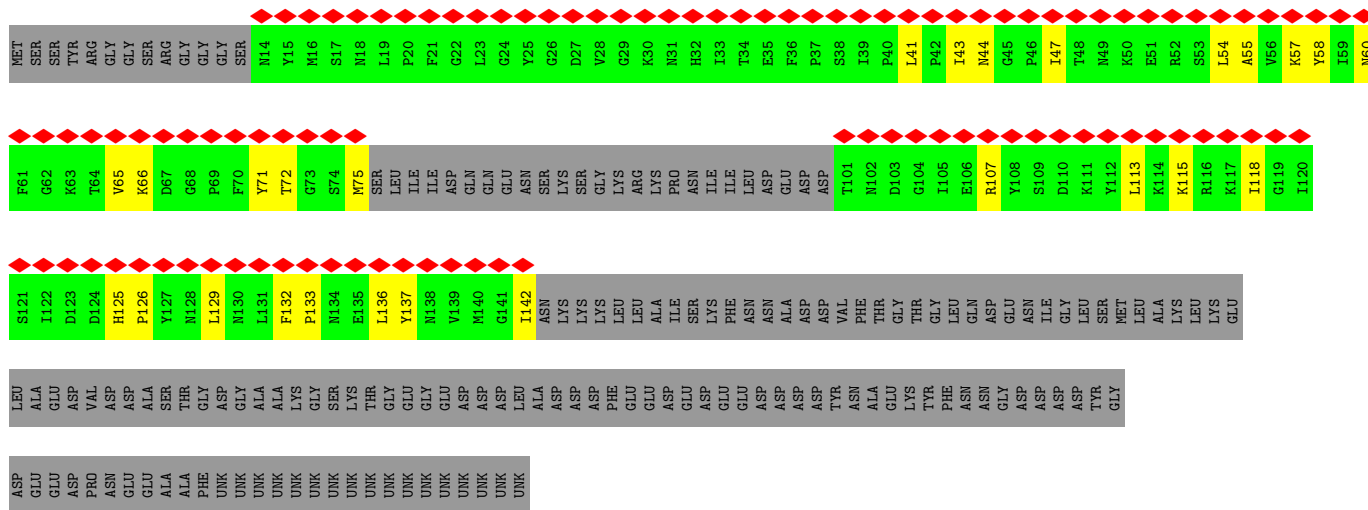 MET SER SER TYR ARG GLY GLY SER ARG GLY GLY GLY SER N14 Y15 M16 S17 N18 L19 P20 F21 G22 L23 G24 Y25 G26 D27 V28 G29 K30 N31 H32 I33 T34 E35 F36 P37 S38 I39 P40 L41 P42 I43 N44 G45 P46 I47 T48 N49 K50 E51 R52 S53 L54 A55 V56 K57 Y58 I59 N60
F61 G62 K63 T64 V65 K66 D67 G68 P69 F70 Y71 T72 G73 S74 M75 SER LEU ILE ILE ASP GLN GLN GLU ASN SER LYS SER GLY LYS ARG LYS PRO ASN ILE ILE LEU ASP GLU ASP ASP T101 N102 D103 G104 I105 E106 R107 Y108 S109 D110 K111 Y112 L113 K114 K115 R116 K117 I118 G119 I120
S121 I122 D123 D124 H125 P126 Y127 N128 L129 N130 L131 F132 P133 N134 E135 L136 Y137 N138 V139 M140 G141 I142 ASN LYS LYS LYS LEU LEU ALA ILE SER LYS PHE ASN ASN ALA ASP ASP VAL PHE THR GLY THR GLY LEU GLN ASP GLU ASN ILE GLY LEU SER MET LEU ALA LYS LEU LYS GLU
LEU ALA GLU ASP VAL ASP ASP ALA SER THR GLY ASP GLY ALA ALA LYS GLY SER LYS THR GLY GLU GLY GLU ASP ASP ASP LEU ALA ASP ASP ASP PHE GLU GLU ASP GLU ASP GLU GLU ASP ASP ASP ASP TYR ASN ALA GLU LYS TYR PHE ASN ASN GLY ASP ASP ASP ASP TYR GLY
ASP GLU GLU ASP PRO ASN GLU GLU ALA ALA PHE UNK UNK UNK UNK UNK UNK UNK UNK UNK UNK UNK UNK UNK UNK UNK UNK UNK